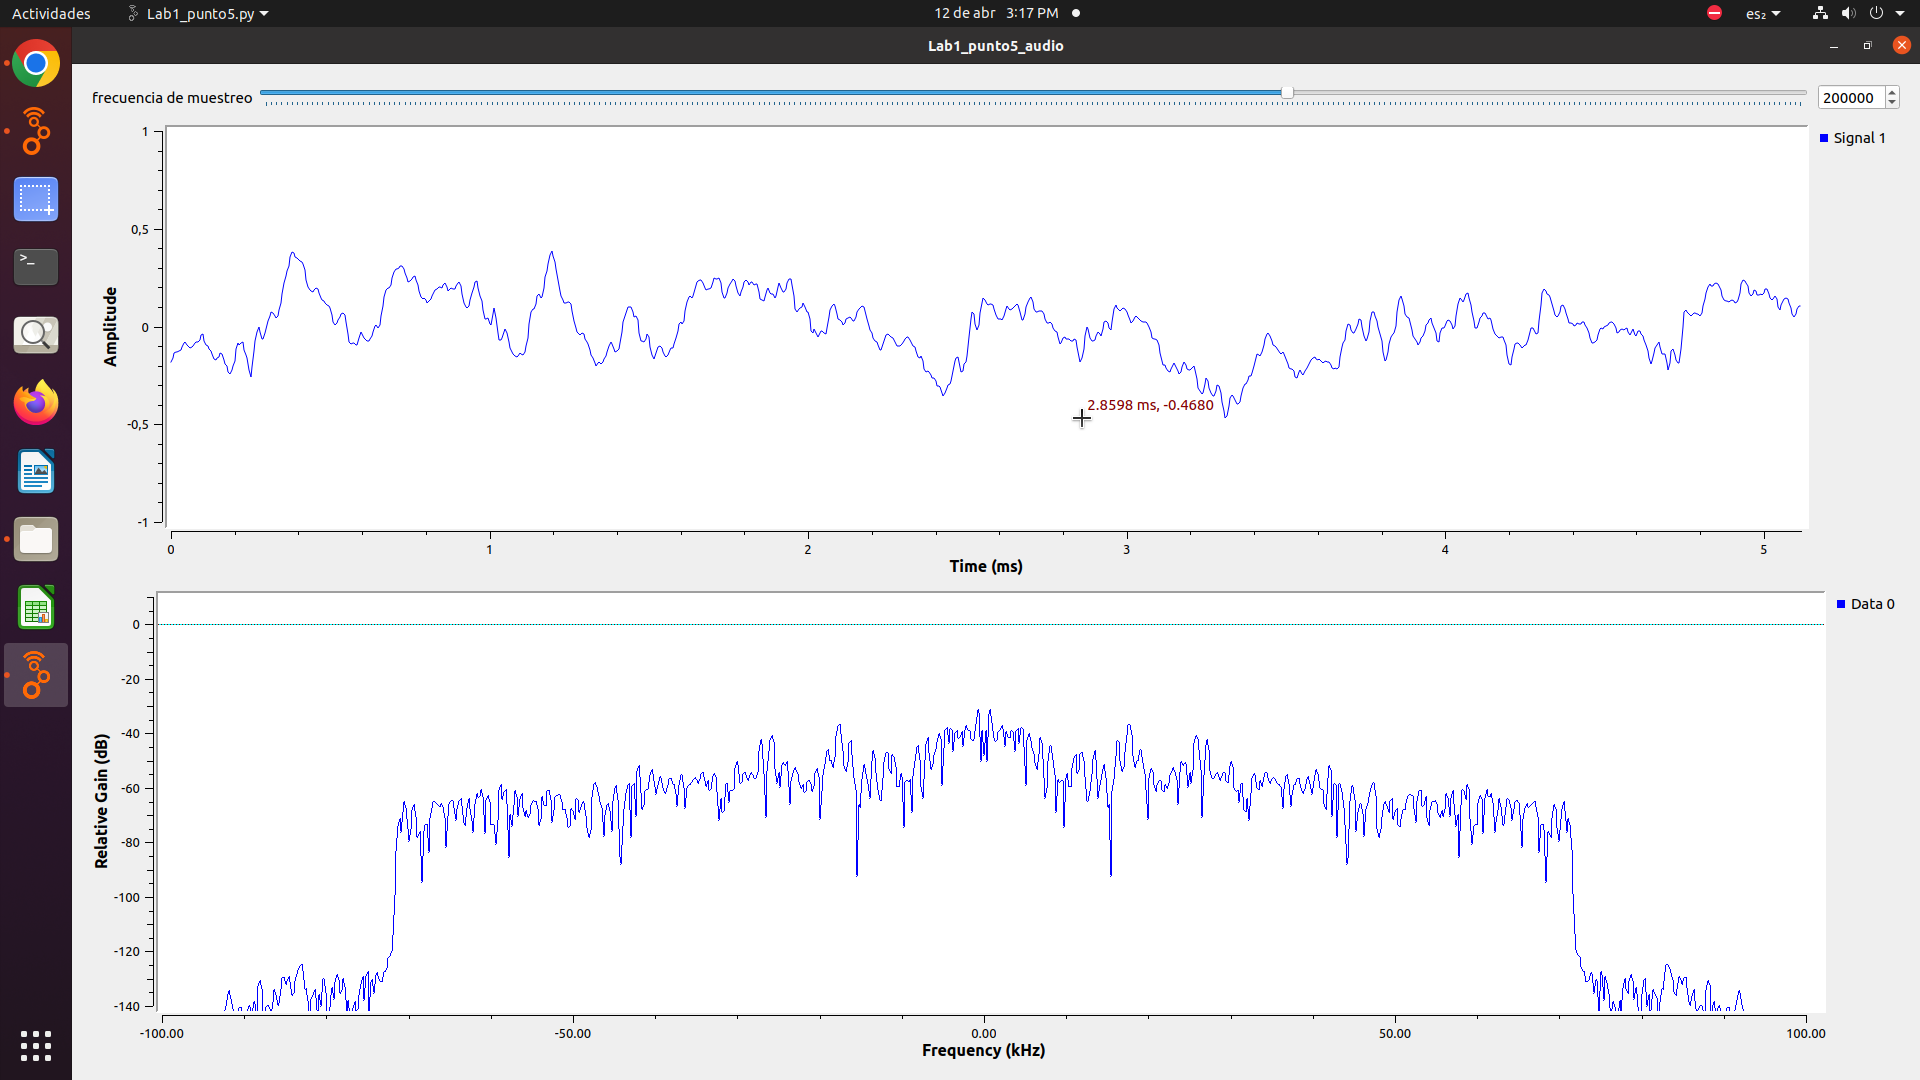 Actividades Lab1_punto5.py 12 de abr 3:17 PM es₂
Lab1_punto5_audio
frecuencia de muestreo 200000
Signal 1
1
0,5
0
-0,5
-1
Amplitude
2.8598 ms, -0.4680
0 1 2 3 4 5
Time (ms)
Data 0
0
-20
-40
-60
-80
-100
-120
-140
Relative Gain (dB)
-100.00 -50.00 0.00 50.00 100.00
Frequency (kHz)